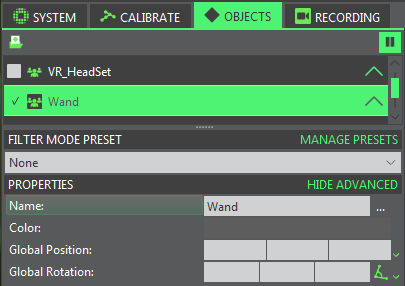 SYSTEM CALIBRATE OBJECTS RECORDING
VR_HeadSet
Wand
FILTER MODE PRESET MANAGE PRESETS
None
PROPERTIES HIDE ADVANCED
Name: Wand ...
Color:
Global Position:
Global Rotation: